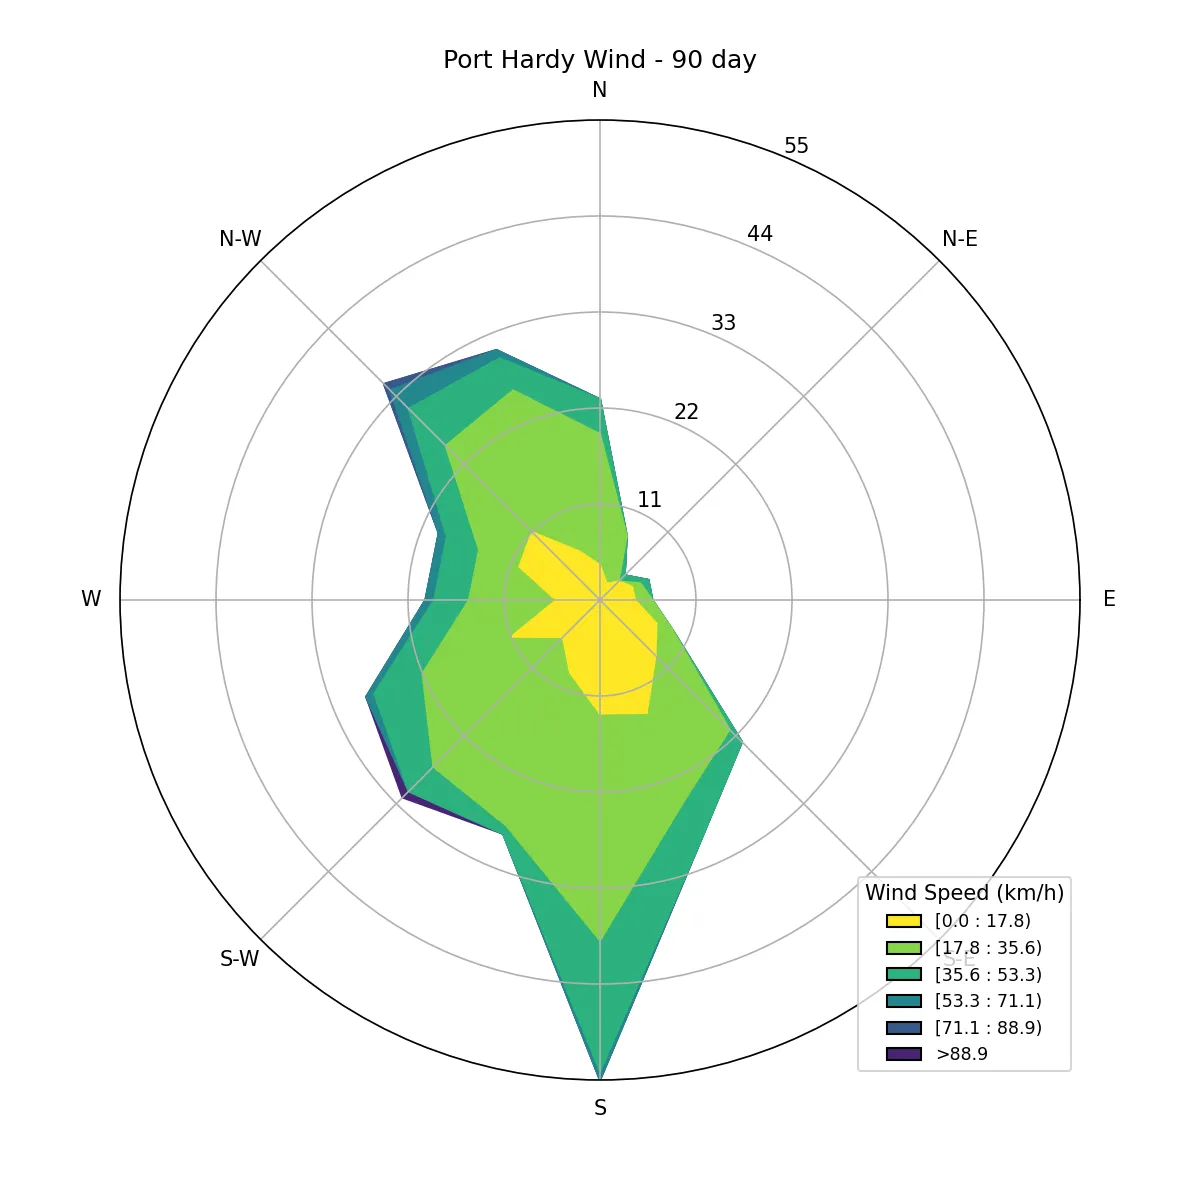 Port Hardy Wind - 90 day
N
55
44
N-W
N-E
33
22
11
W
E
Wind Speed (km/h)
[0.0 : 17.8)
[17.8 : 35.6)
S-W
S-E
[35.6 : 53.3)
[53.3 : 71.1)
[71.1 : 88.9)
>88.9
S